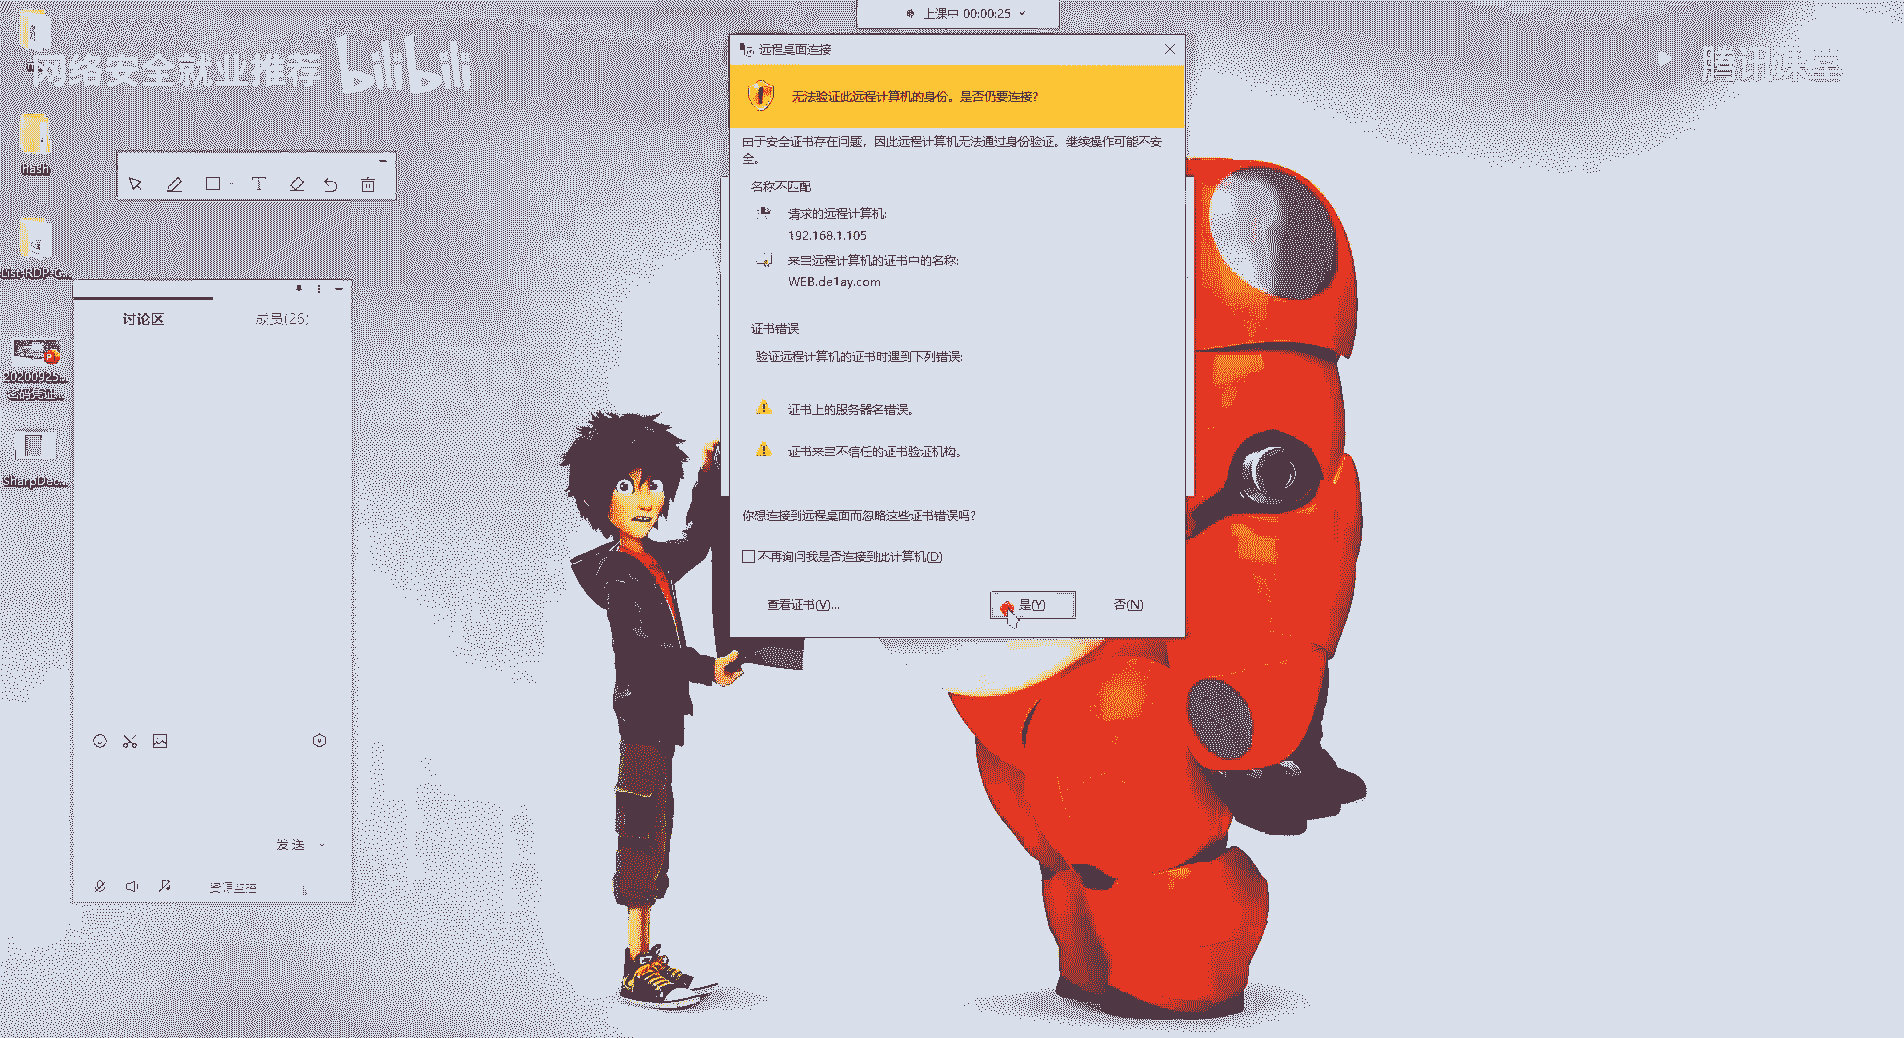 上课中 00:00:25
网络安全就业推荐 bilibili
腾讯课堂
hash
List-RDP-C...
20200925...
SharpDec...
讨论区
成员(26)
发送
资源监控
远程桌面连接
无法验证此远程计算机的身份。是否仍要连接?
由于安全证书存在问题，因此远程计算机无法通过身份验证。继续操作可能不安
全。
名称不匹配
请求的远程计算机:
192.168.1.105
来自远程计算机的证书中的名称:
WEB.de1ay.com
证书错误
验证远程计算机的证书时遇到下列错误:
证书上的服务器名错误。
证书来自不信任的证书验证机构。
你想连接到远程桌面而忽略这些证书错误吗?
不再询问我是否连接到此计算机(D)
查看证书(V)...
是(Y)
否(N)